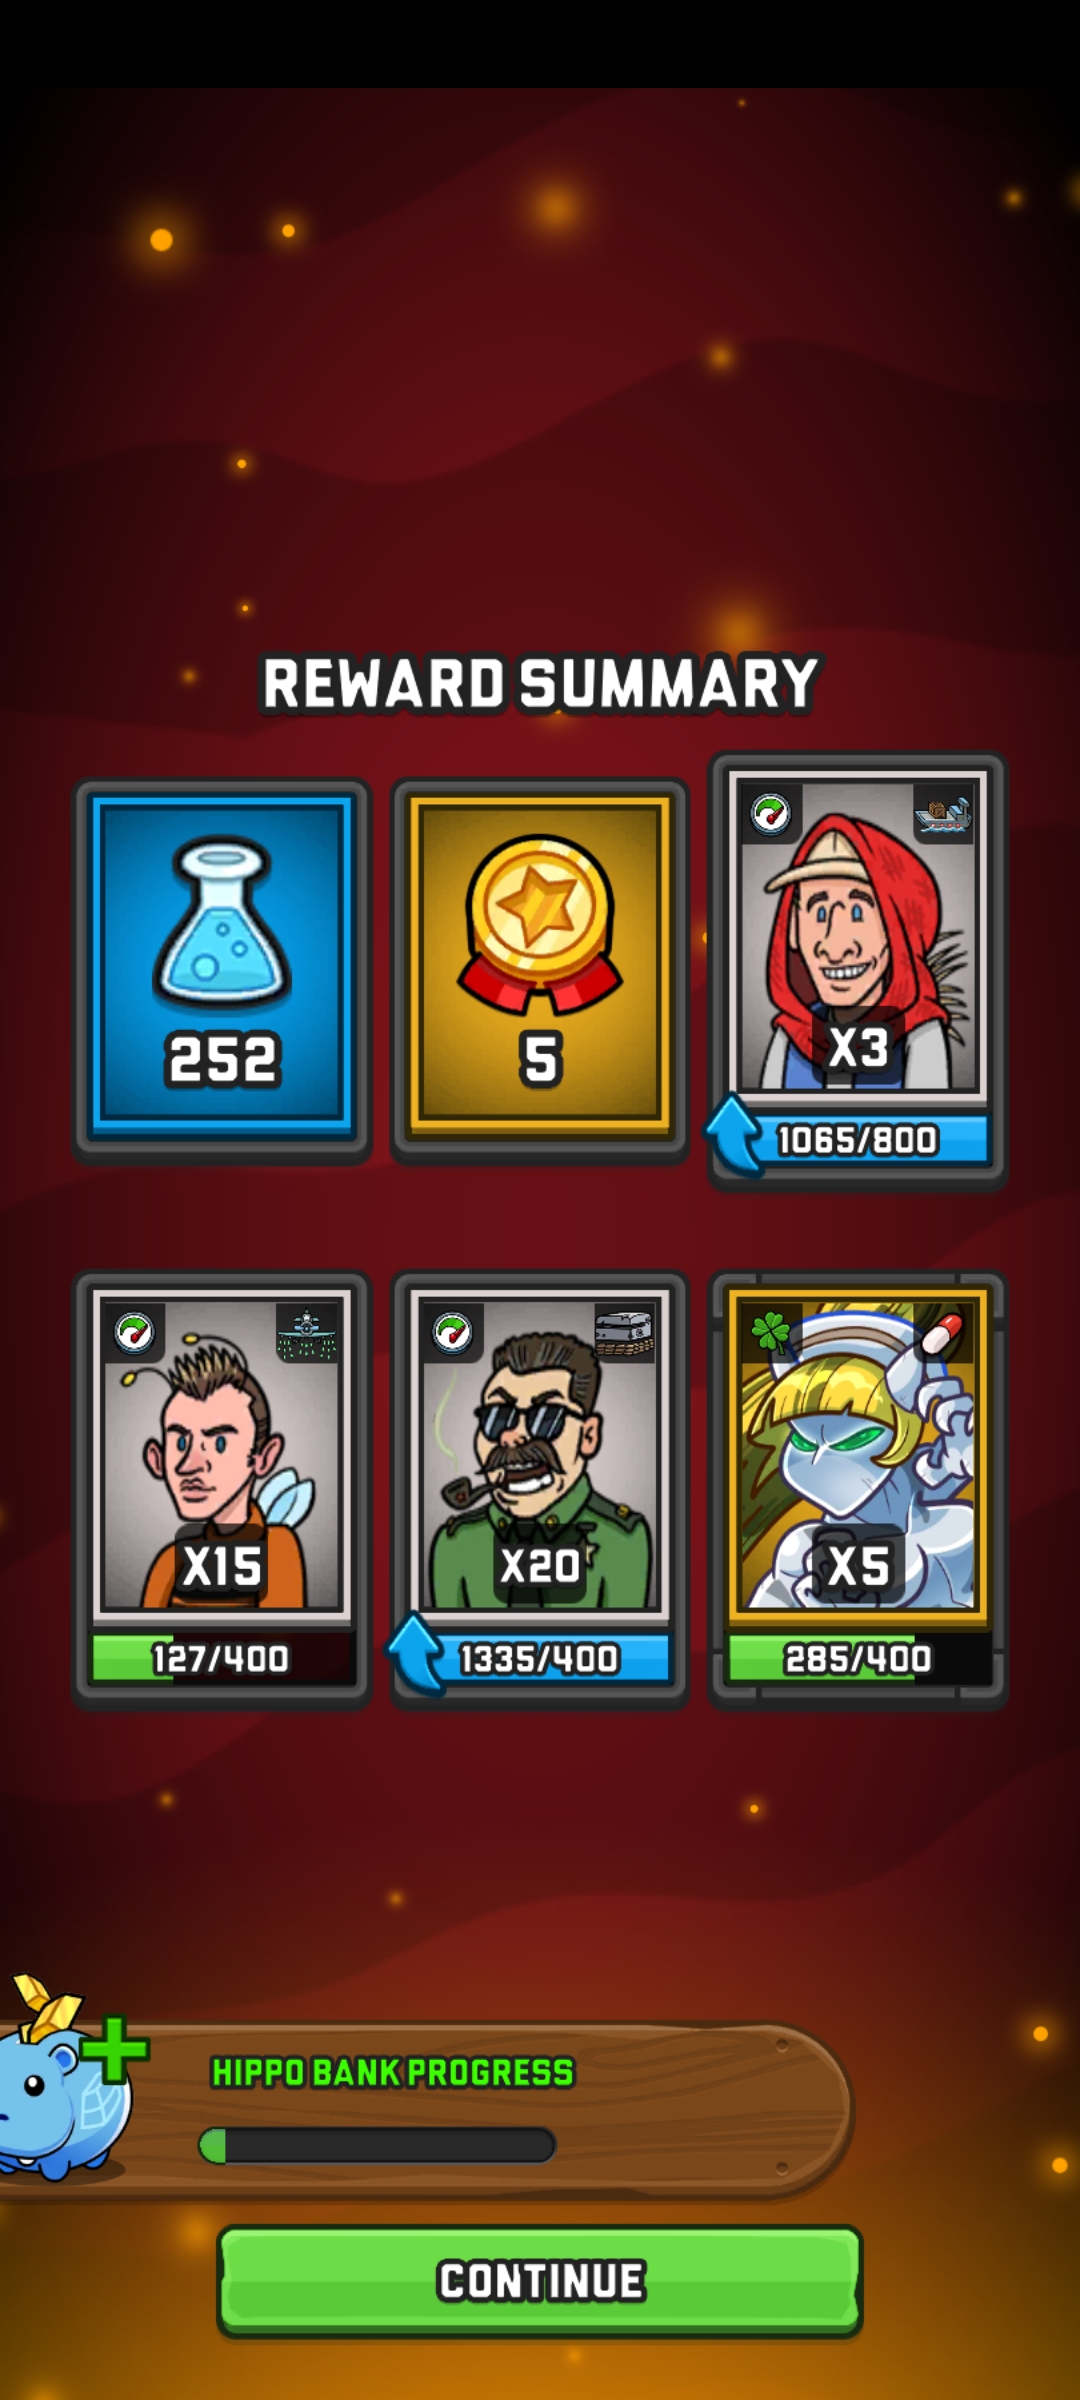 REWARD SUMMARY
252
5
X3
1065/800
X15
127/400
X20
1335/400
X5
285/400
HIPPO BANK PROGRESS
CONTINUE